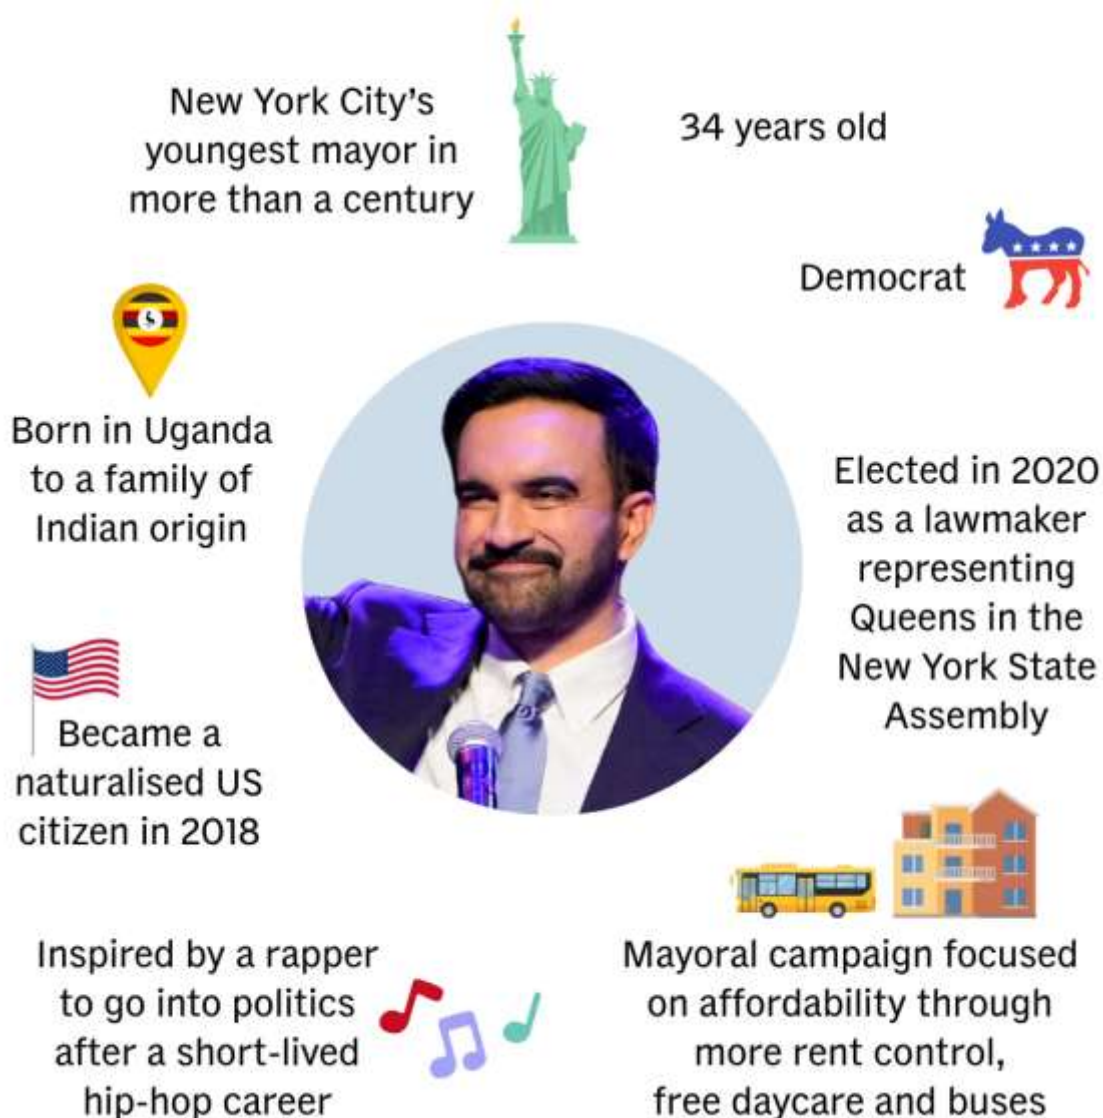 New York City’s
youngest mayor in
more than a century
34 years old
Democrat
Born in Uganda
to a family of
Indian origin
Elected in 2020
as a lawmaker
representing
Queens in the
New York State
Assembly
Became a
naturalised US
citizen in 2018
Inspired by a rapper
to go into politics
after a short-lived
hip-hop career
Mayoral campaign focused
on affordability through
more rent control,
free daycare and buses